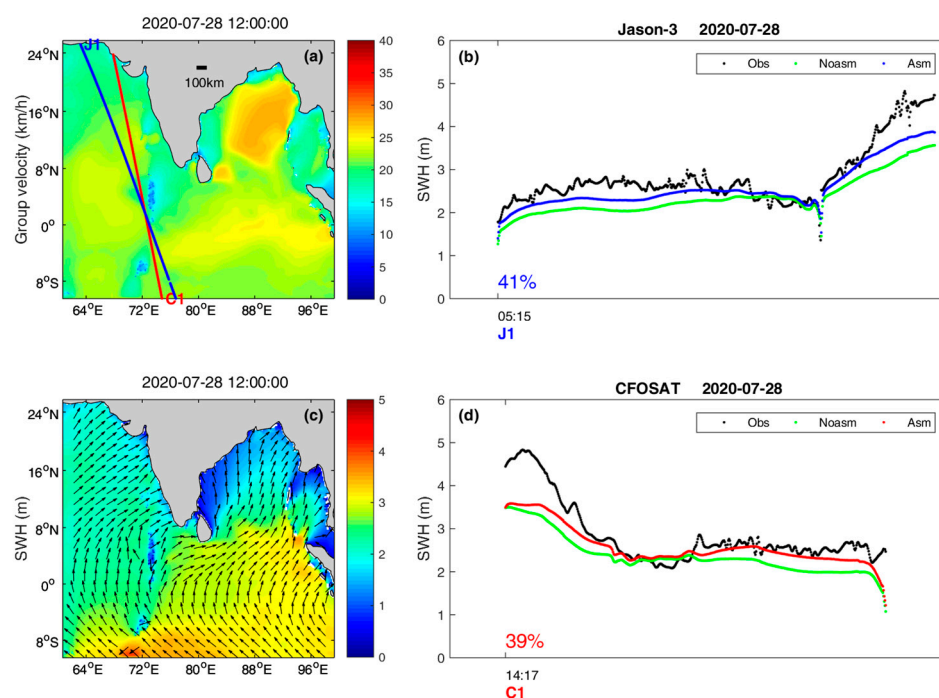 2020-07-28 12:00:00
Group velocity (km/h)
24°N
16°N
8°N
0°
8°S
64°E
72°E
80°E
88°E
96°E
J1
C1
100km
(a)
40
35
30
25
20
15
10
5
0
Jason-3 2020-07-28
SWH (m)
6
5
4
3
2
1
0
(b)
Obs Noasm Asm
41%
05:15
J1
2020-07-28 12:00:00
SWH (m)
24°N
16°N
8°N
0°
8°S
64°E
72°E
80°E
88°E
96°E
(c)
5
4
3
2
1
0
CFOSAT 2020-07-28
SWH (m)
6
5
4
3
2
1
0
(d)
Obs Noasm Asm
39%
14:17
C1